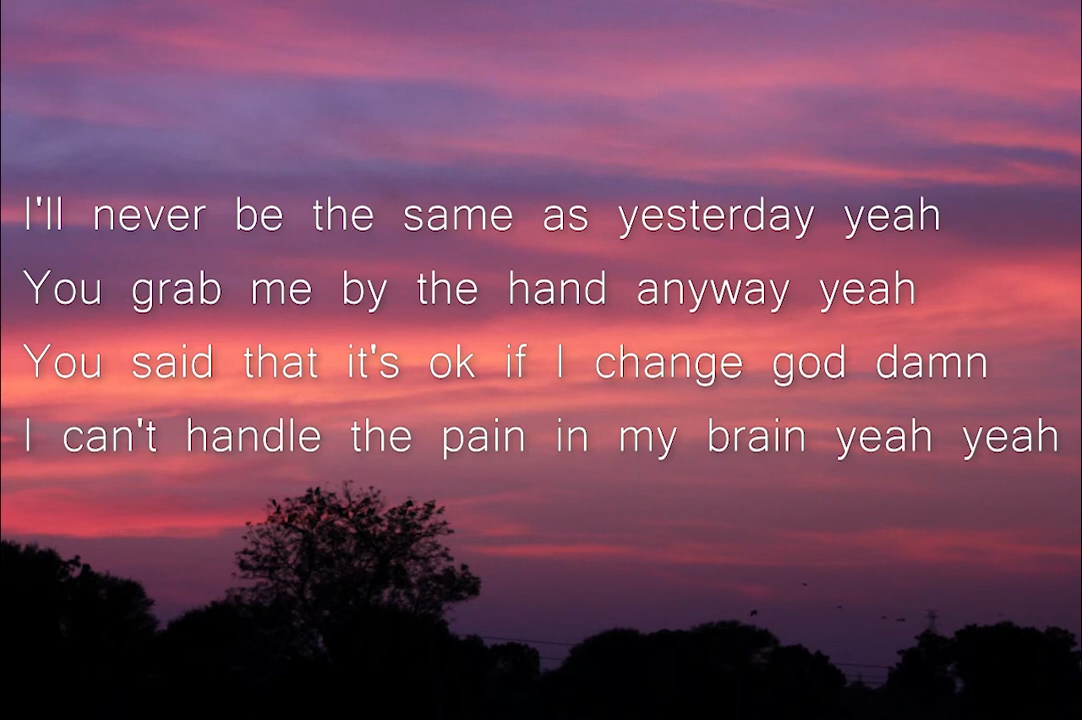 I'll never be the same as yesterday yeah
You grab me by the hand anyway yeah
You said that it's ok if I change god damn
I can't handle the pain in my brain yeah yeah